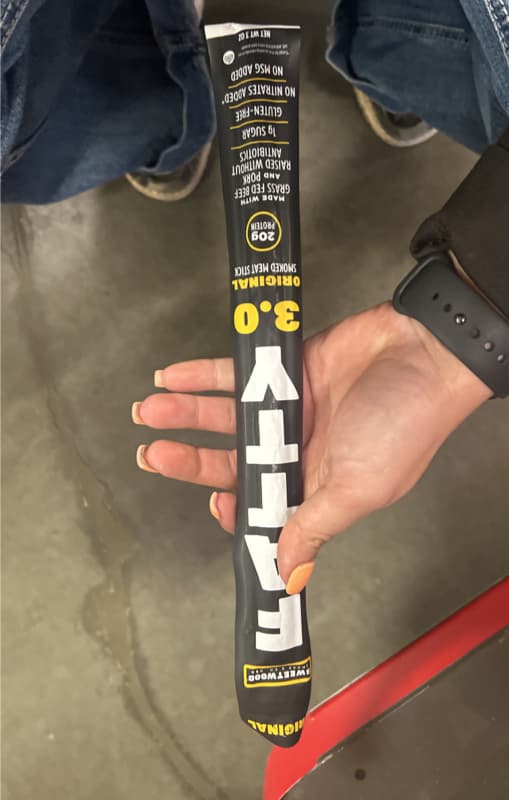 ORIGINAL
SWEETWOOD
FATTY
3.0
ORIGINAL
SMOKED MEAT STICK
20g
PROTEIN
MADE WITH
GRASS FED BEEF
AND PORK
RAISED WITHOUT
ANTIBIOTICS
1g SUGAR
GLUTEN-FREE
NO NITRATES ADDED*
NO MSG ADDED
NET WT 3 OZ